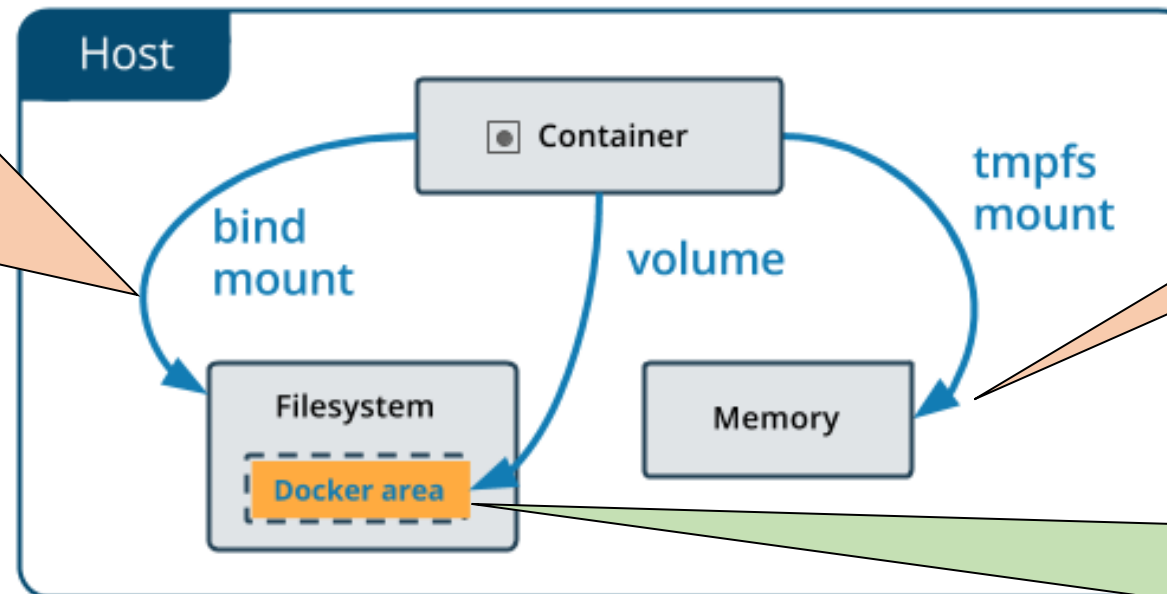 Host
Container
bind
mount
volume
tmpfs
mount
Filesystem
Docker area
Memory